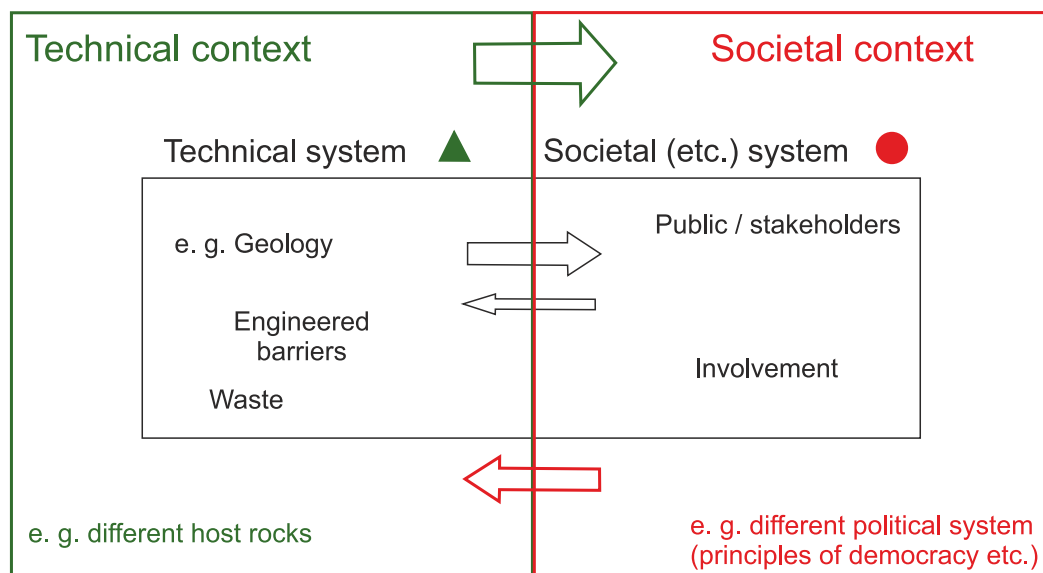 Technical context
Societal context
Technical system
Societal (etc.) system
e. g. Geology
Public / stakeholders
Engineered
barriers
Involvement
Waste
e. g. different host rocks
e. g. different political system
(principles of democracy etc.)